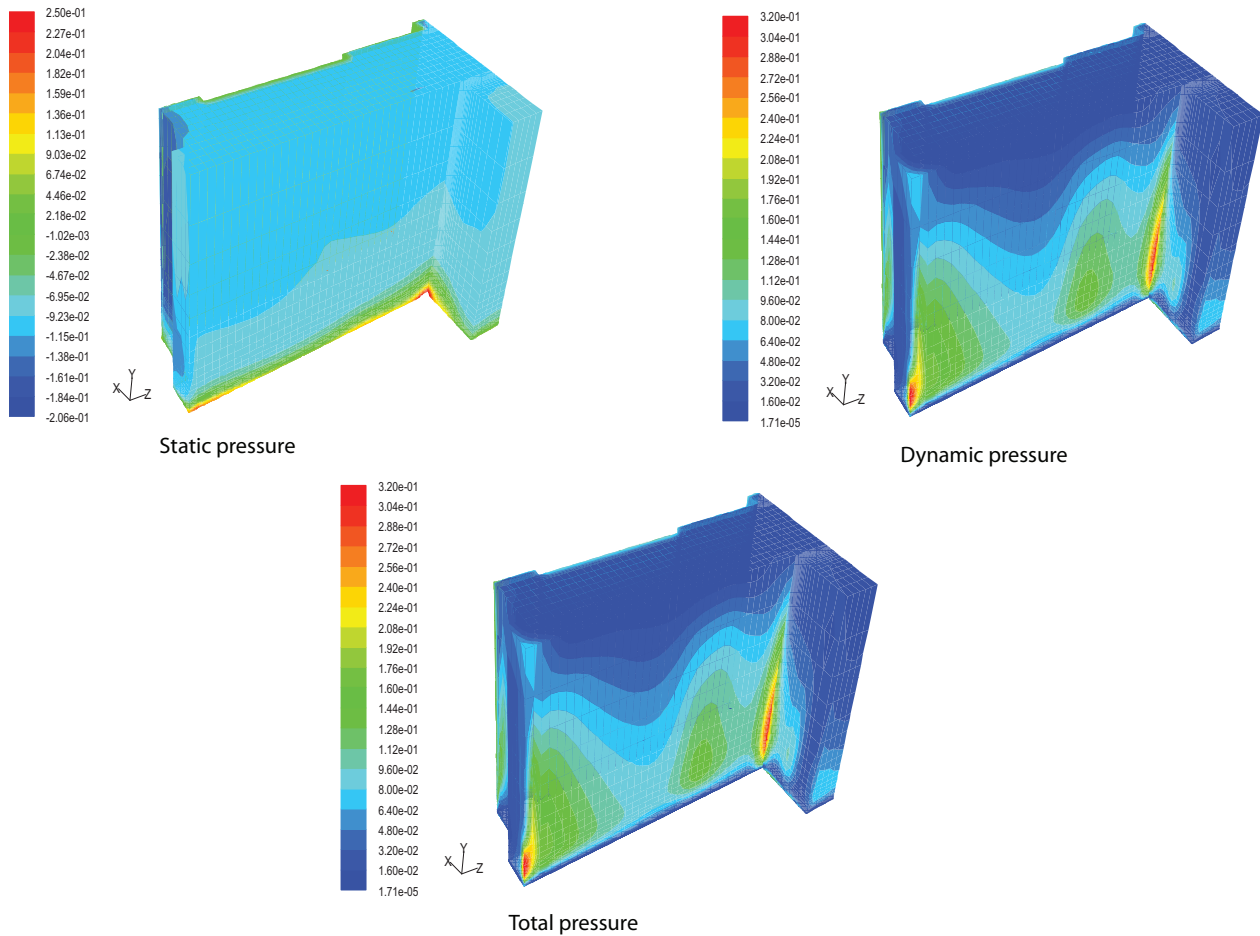 2.50e-01
2.27e-01
2.04e-01
1.82e-01
1.59e-01
1.36e-01
1.13e-01
9.03e-02
6.74e-02
4.46e-02
2.18e-02
-1.02e-03
-2.38e-02
-4.67e-02
-6.95e-02
-9.23e-02
-1.15e-01
-1.38e-01
-1.61e-01
-1.84e-01
-2.06e-01
Y
X
Z
Static pressure
3.20e-01
3.04e-01
2.88e-01
2.72e-01
2.56e-01
2.40e-01
2.24e-01
2.08e-01
1.92e-01
1.76e-01
1.60e-01
1.44e-01
1.28e-01
1.12e-01
9.60e-02
8.00e-02
6.40e-02
4.80e-02
3.20e-02
1.60e-02
1.71e-05
Y
X
Z
Dynamic pressure
3.20e-01
3.04e-01
2.88e-01
2.72e-01
2.56e-01
2.40e-01
2.24e-01
2.08e-01
1.92e-01
1.76e-01
1.60e-01
1.44e-01
1.28e-01
1.12e-01
9.60e-02
8.00e-02
6.40e-02
4.80e-02
3.20e-02
1.60e-02
1.71e-05
Y
X
Z
Total pressure